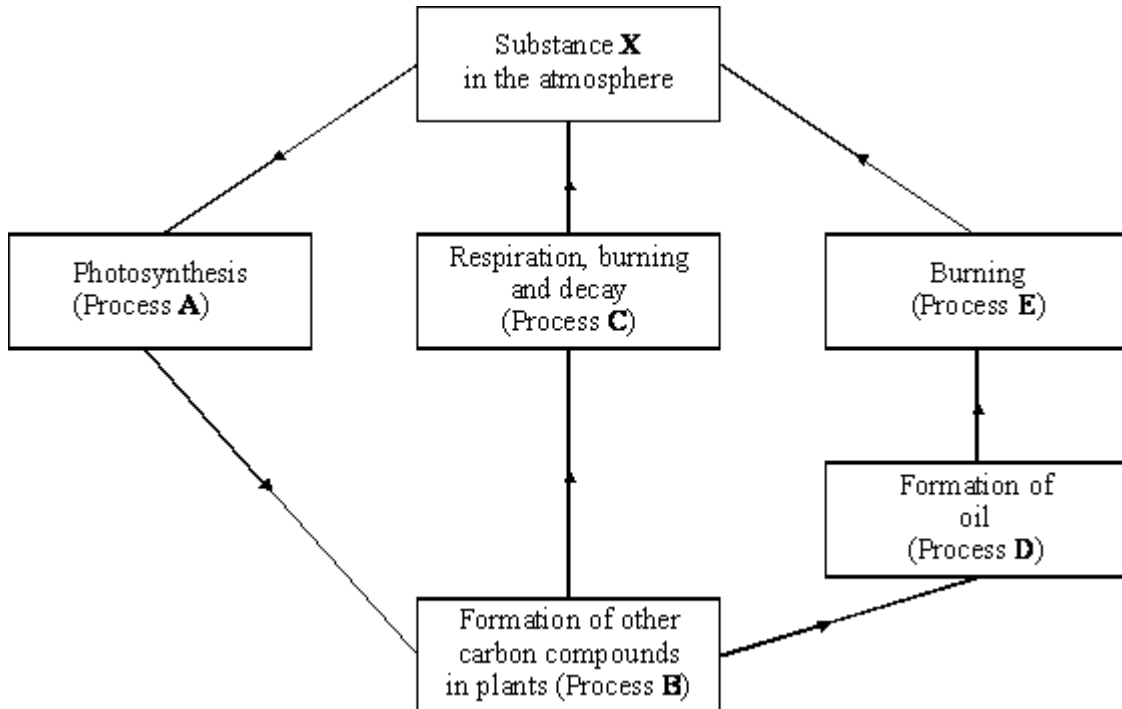 Substance X
in the atmosphere
Photosynthesis
(Process A)
Respiration, burning
and decay
(Process C)
Burning
(Process E)
Formation of
oil
(Process D)
Formation of other
carbon compounds
in plants (Process B)